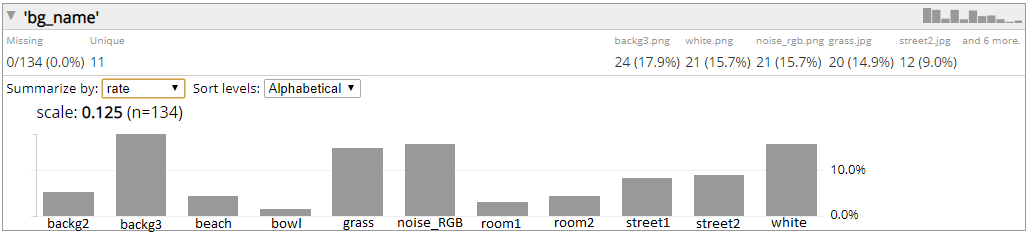 ▼ 'bg_name'
Missing Unique backg3.png white.png noise_rgb.png grass.jpg street2.jpg and 6 more.
0/134 (0.0%) 11 24 (17.9%) 21 (15.7%) 21 (15.7%) 20 (14.9%) 12 (9.0%)
Summarize by: rate Sort levels: Alphabetical
scale: 0.125 (n=134)
10.0%
0.0%
backg2 backg3 beach bowl grass noise_RGB room1 room2 street1 street2 white